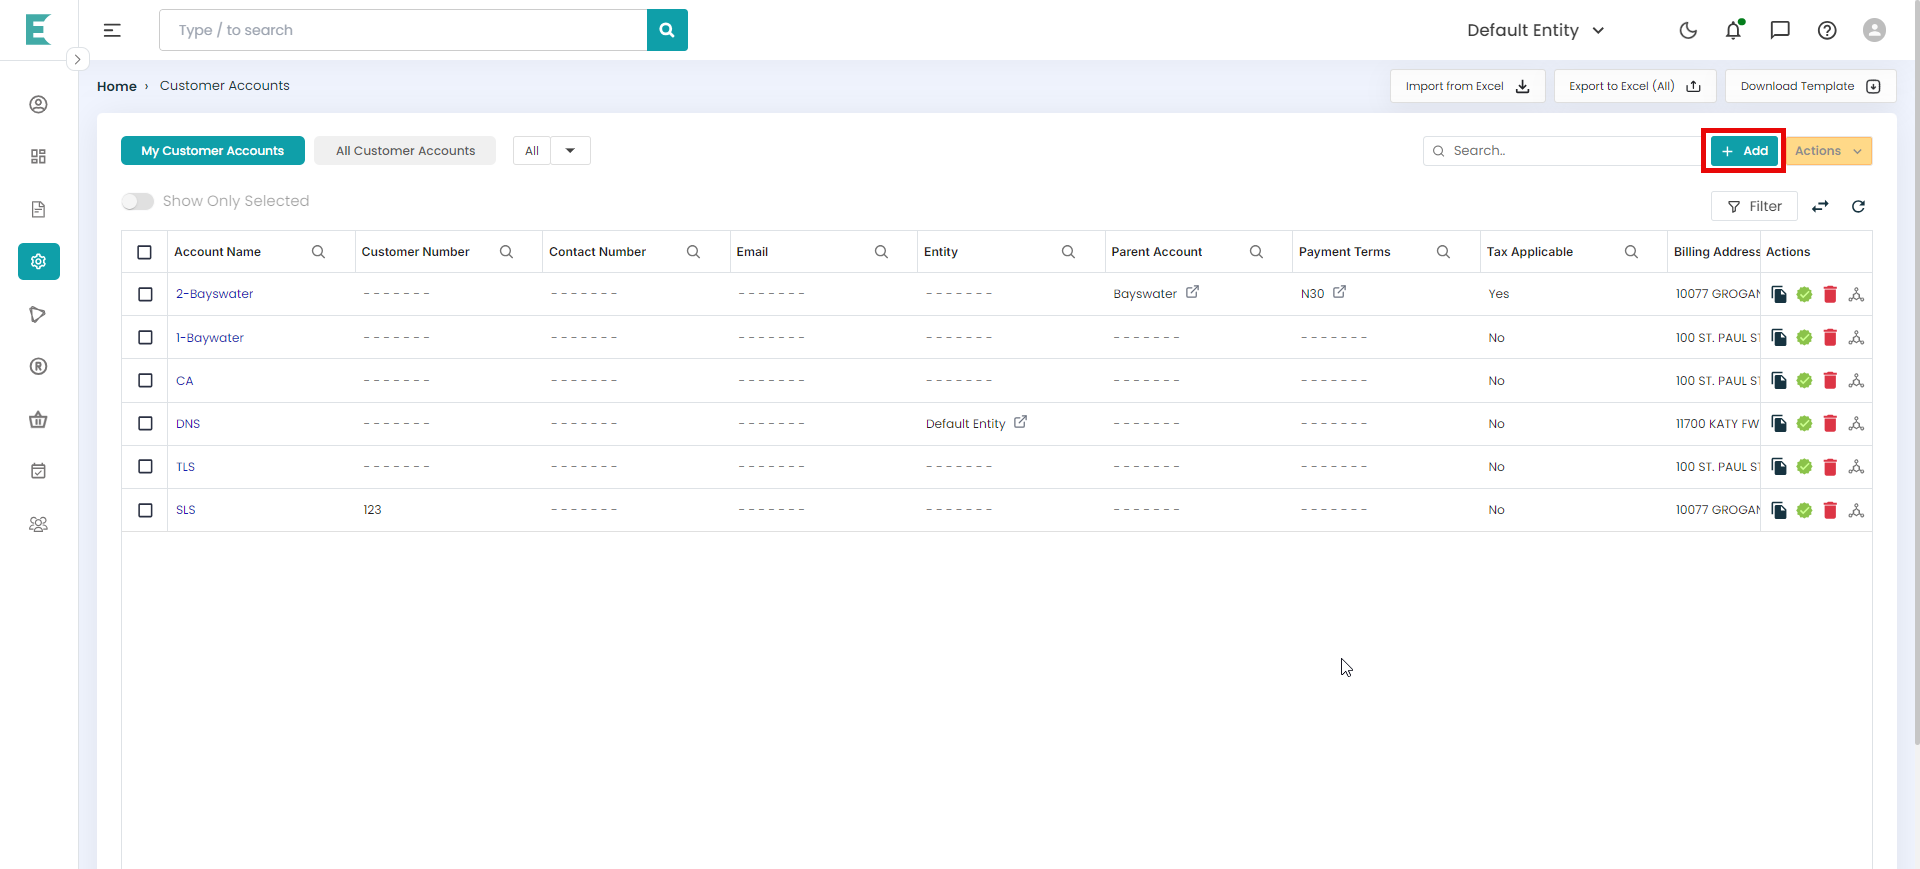 E
Type / to search
Default Entity
Home › Customer Accounts
Import from Excel
Export to Excel (All)
Download Template
My Customer Accounts
All Customer Accounts
All
Search..
+ Add
Actions
Show Only Selected
Filter
Account Name Customer Number Contact Number Email Entity Parent Account Payment Terms Tax Applicable Billing Address Actions
2-Bayswater ------- ------- ------- ------- Bayswater N30 Yes 10077 GROGAN
1-Baywater ------- ------- ------- ------- ------- ------- No 100 ST. PAUL ST
CA ------- ------- ------- ------- ------- ------- No 100 ST. PAUL ST
DNS ------- ------- ------- Default Entity ------- ------- No 11700 KATY FW
TLS ------- ------- ------- ------- ------- ------- No 100 ST. PAUL ST
SLS 123 ------- ------- ------- ------- ------- No 10077 GROGAN